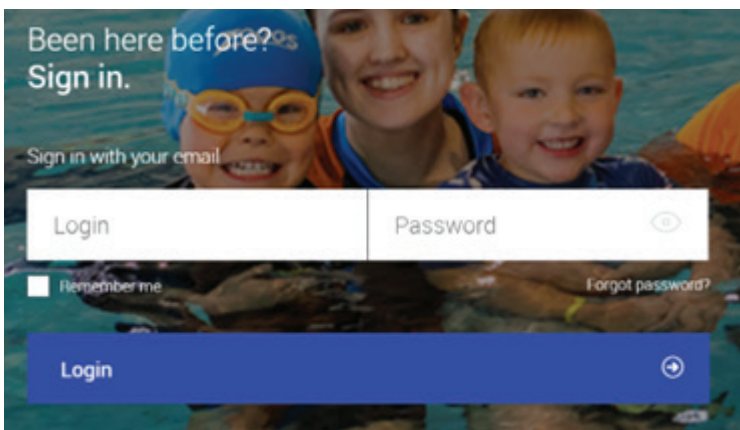 Been here before?
Sign in.
Sign in with your email
Login Password
Remember me Forgot password?
Login